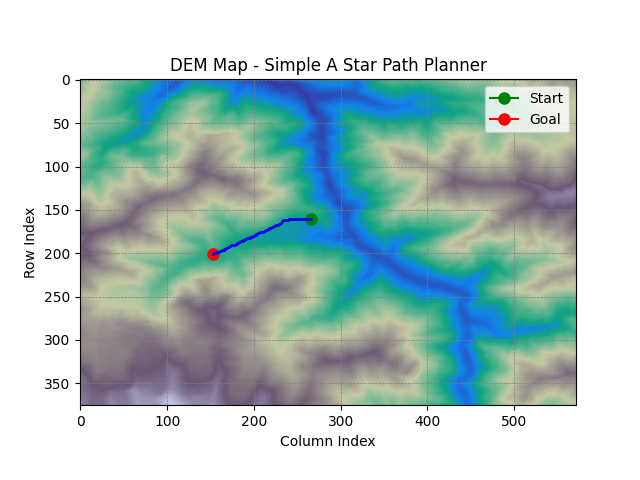 DEM Map - Simple A Star Path Planner
Start
Goal
0
50
100
150
200
250
300
350
Row Index
0 100 200 300 400 500
Column Index